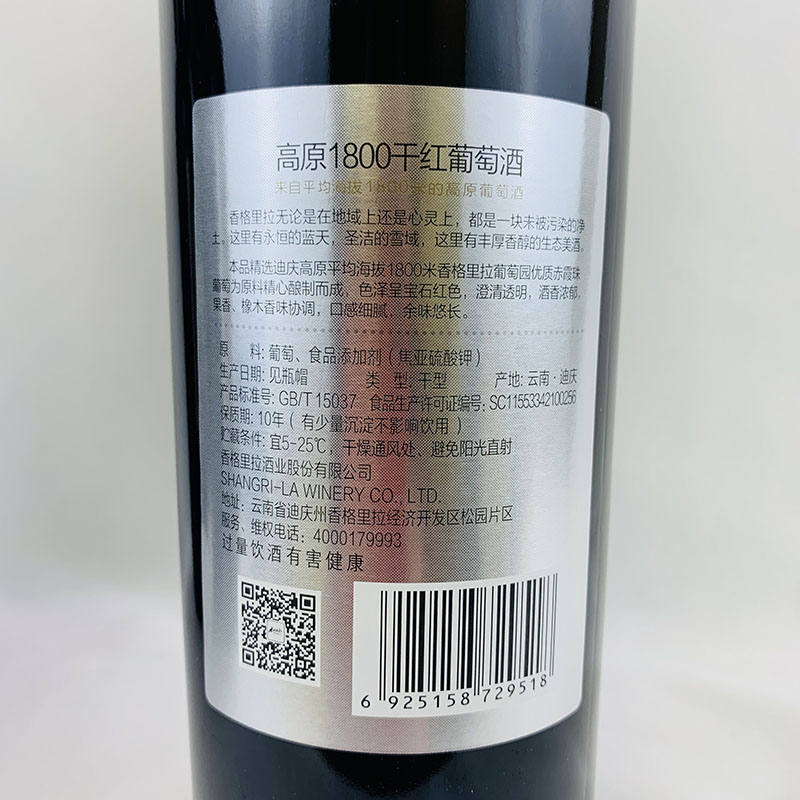 高原1800干红葡萄酒
来自平均海拔1800米的高原葡萄酒
香格里拉无论是在地域上还是心灵上，都是一块未被污染的净
土。这里有永恒的蓝天，圣洁的雪域，这里有丰厚香醇的生态美酒。
本品精选迪庆高原平均海拔1800米香格里拉葡萄园优质赤霞珠
葡萄为原料精心酿制而成，色泽呈宝石红色，澄清透明，酒香浓郁，
果香、橡木香味协调，口感细腻，余味悠长。
原 料: 葡萄、食品添加剂（焦亚硫酸钾）
生产日期: 见瓶帽 类 型: 干型 产地: 云南·迪庆
产品标准号: GB/T 15037 食品生产许可证编号: SC11553342100256
保质期: 10年（有少量沉淀不影响饮用）
贮藏条件: 宜5-25℃，干燥通风处、避免阳光直射
香格里拉酒业股份有限公司
SHANGRI-LA WINERY CO., LTD.
地址: 云南省迪庆州香格里拉经济开发区松园片区
服务、维权电话: 4000179993
过量饮酒有害健康
6 925158 729518